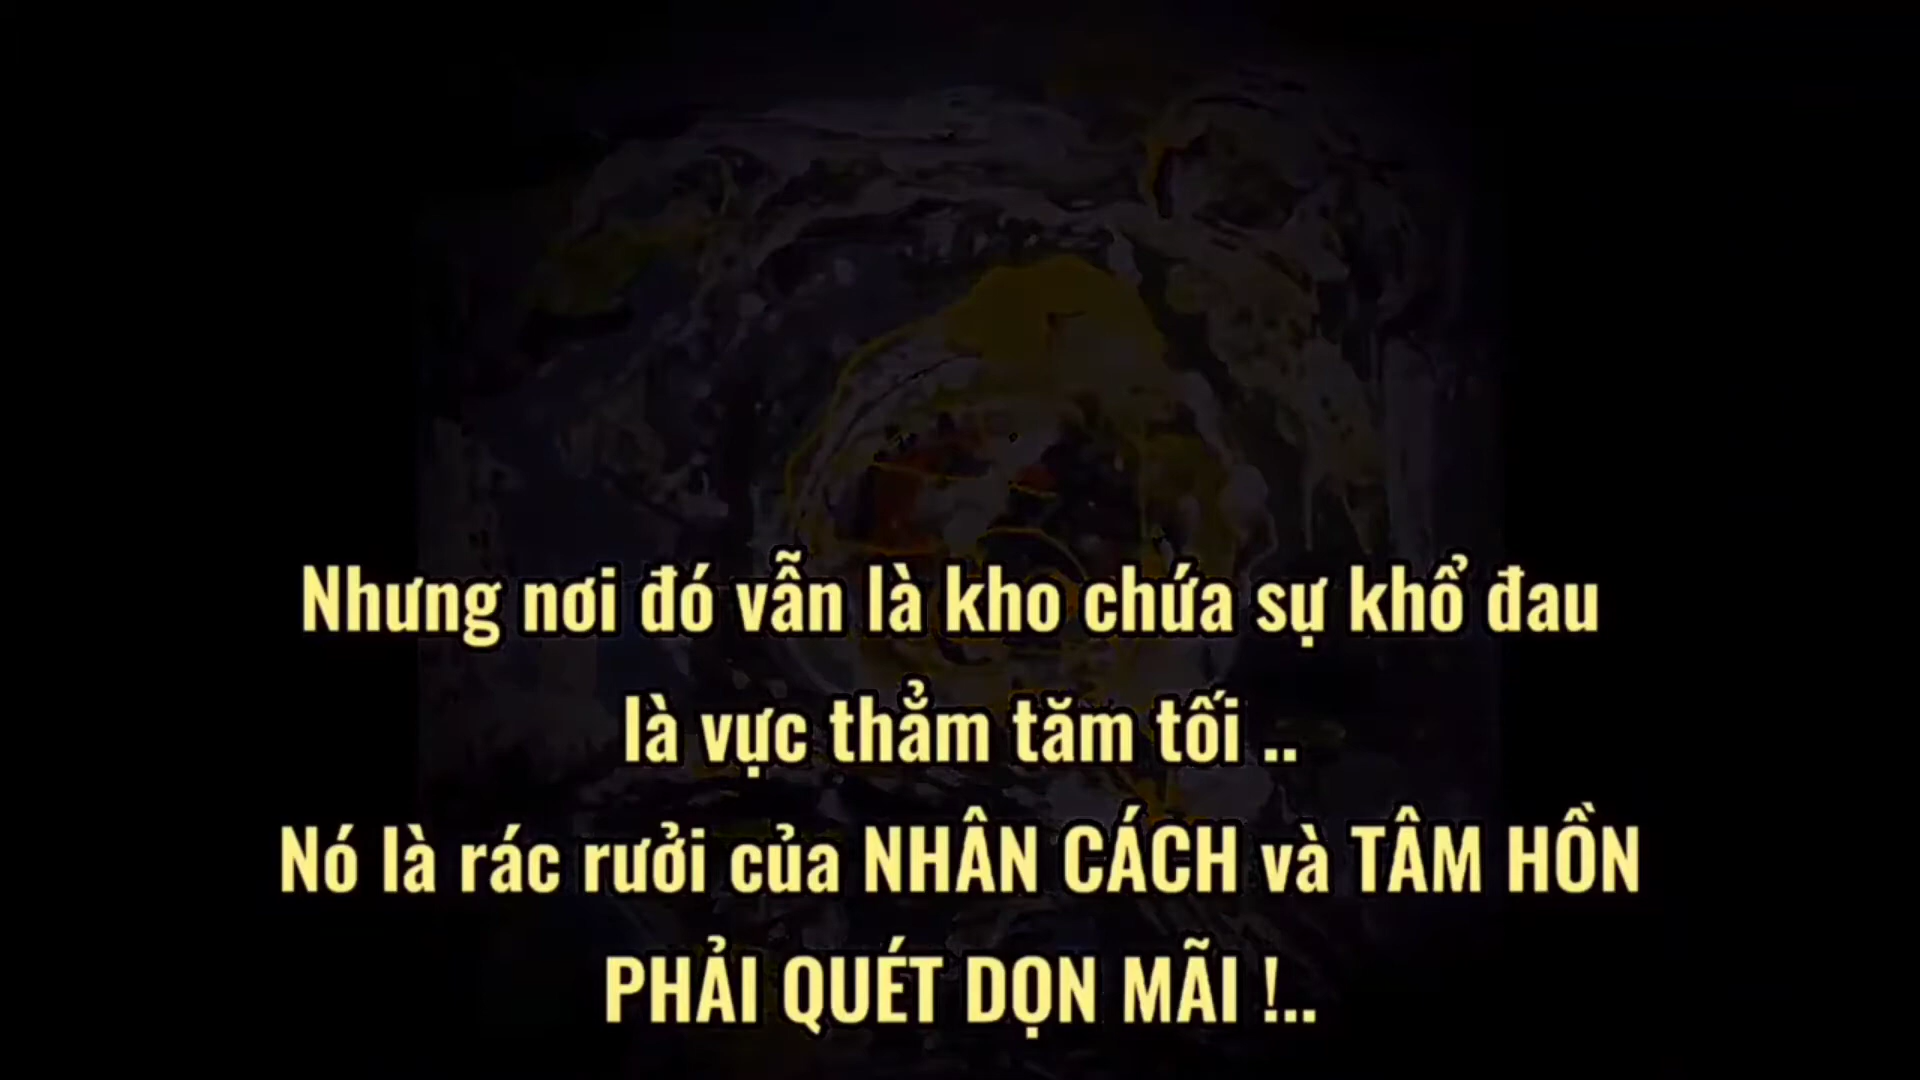 Nhưng nơi đó vẫn là kho chứa sự khổ đau
là vực thẳm tăm tối ..
Nó là rác rưởi của NHÂN CÁCH và TÂM HỒN
PHẢI QUÉT DỌN MÃI !..